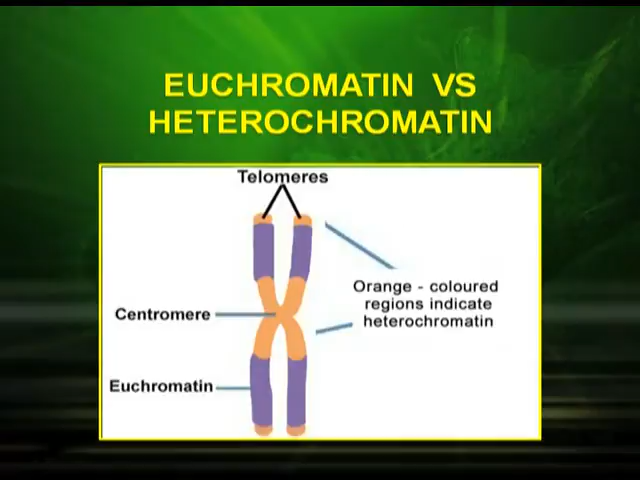 EUCHROMATIN VS
HETEROCHROMATIN
Telomeres
Orange - coloured
regions indicate
heterochromatin
Centromere
Euchromatin